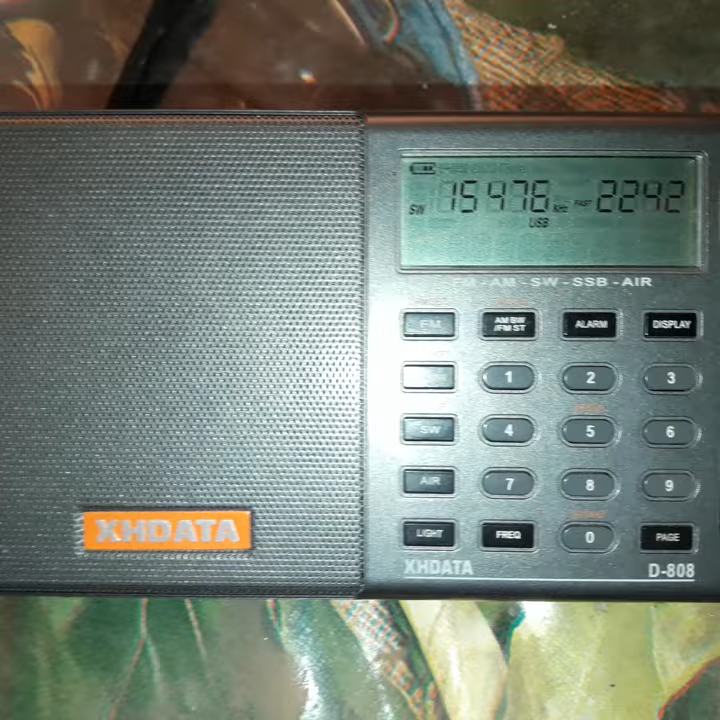 SW 15476 kHz FAST 2242
USB
FM - AM - SW - SSB - AIR
FM AM BW /FM ST ALARM DISPLAY
1 2 3
SW 4 5 6
AIR 7 8 9
LIGHT FREQ 0 PAGE
XHDATA
XHDATA D-808